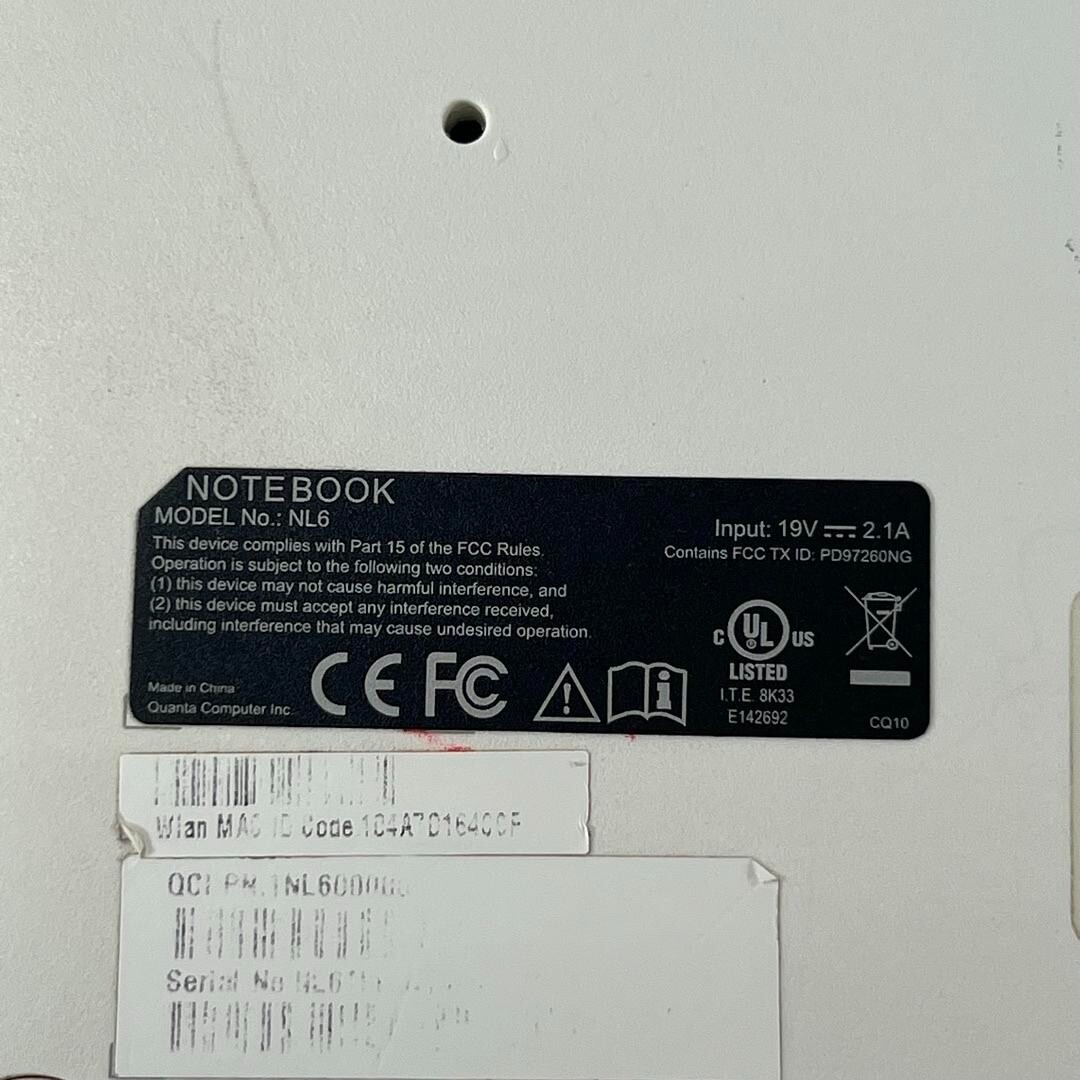 NOTEBOOK
MODEL No.: NL6
This device complies with Part 15 of the FCC Rules.
Operation is subject to the following two conditions:
(1) this device may not cause harmful interference, and
(2) this device must accept any interference received,
including interference that may cause undesired operation.
Input: 19V 2.1A
Contains FCC TX ID: PD97260NG
Made in China
Quanta Computer Inc.
CE FC
C UL US
LISTED
I.T.E. 8K33
E142692
CQ10
Wlan MAC ID Code
QCI PN.
Serial No